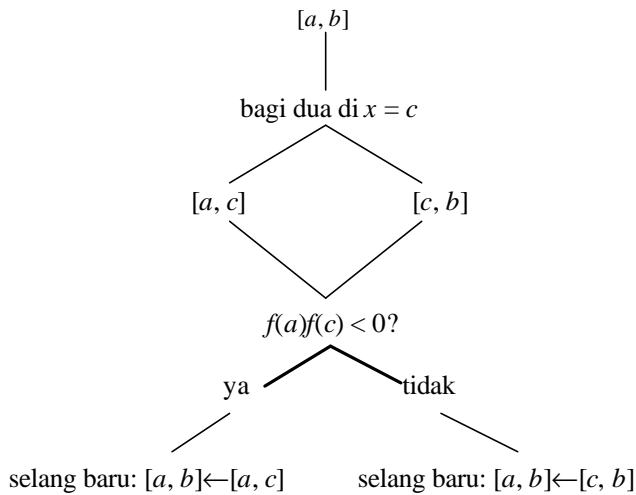 [a, b]
bagi dua di x = c
[a, c] [c, b]
f(a)f(c) < 0?
ya tidak
selang baru: [a, b]←[a, c] selang baru: [a, b]←[c, b]